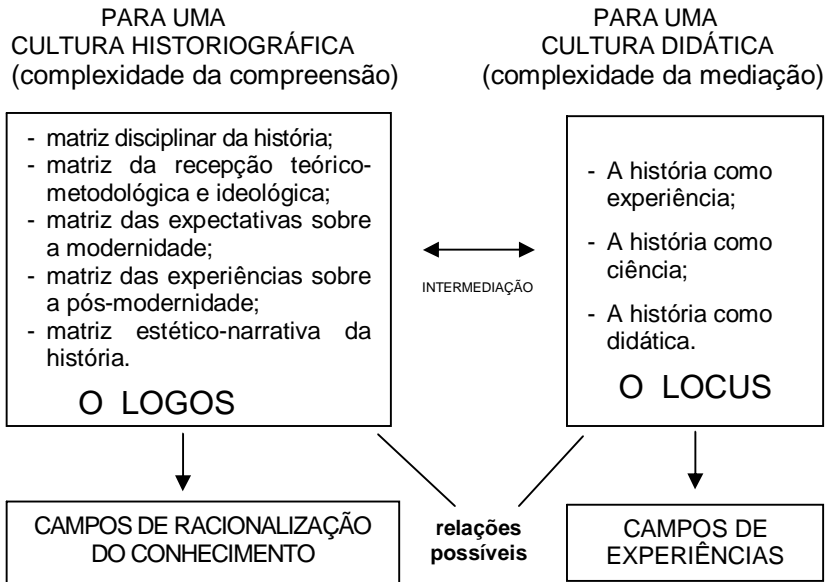 PARA UMA
CULTURA HISTORIOGRÁFICA
(complexidade da compreensão)
- matriz disciplinar da história;
- matriz da recepção teórico-
metodológica e ideológica;
- matriz das expectativas sobre
a modernidade;
- matriz das experiências sobre
a pós-modernidade;
- matriz estético-narrativa da
história.
O LOGOS
CAMPOS DE RACIONALIZAÇÃO
DO CONHECIMENTO
INTERMEDIAÇÃO
relações
possíveis
PARA UMA
CULTURA DIDÁTICA
(complexidade da mediação)
- A história como
experiência;
- A história como
ciência;
- A história como
didática.
O LOCUS
CAMPOS DE
EXPERIÊNCIAS